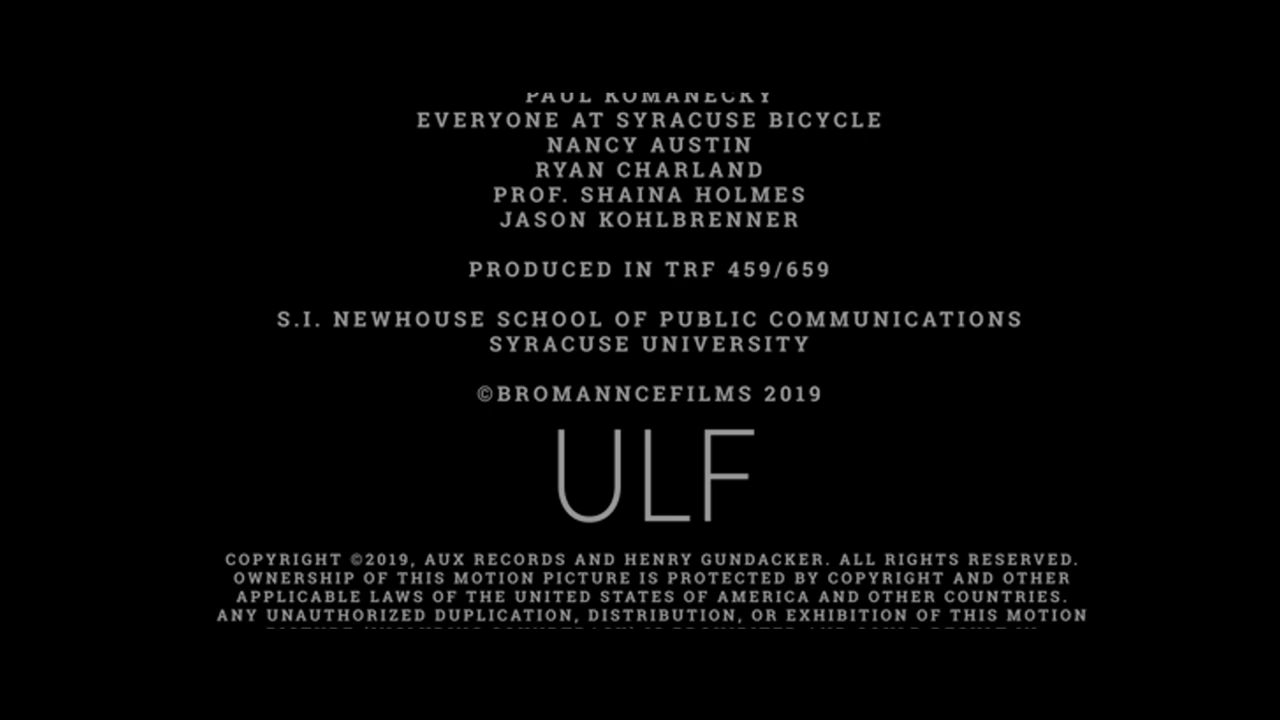 PAUL KOMANECKY
EVERYONE AT SYRACUSE BICYCLE
NANCY AUSTIN
RYAN CHARLAND
PROF. SHAINA HOLMES
JASON KOHLBRENNER
PRODUCED IN TRF 459/659
S.I. NEWHOUSE SCHOOL OF PUBLIC COMMUNICATIONS
SYRACUSE UNIVERSITY
©BROMANNCEFILMS 2019
ULF
COPYRIGHT ©2019, AUX RECORDS AND HENRY GUNDACKER. ALL RIGHTS RESERVED.
OWNERSHIP OF THIS MOTION PICTURE IS PROTECTED BY COPYRIGHT AND OTHER
APPLICABLE LAWS OF THE UNITED STATES OF AMERICA AND OTHER COUNTRIES.
ANY UNAUTHORIZED DUPLICATION, DISTRIBUTION, OR EXHIBITION OF THIS MOTION